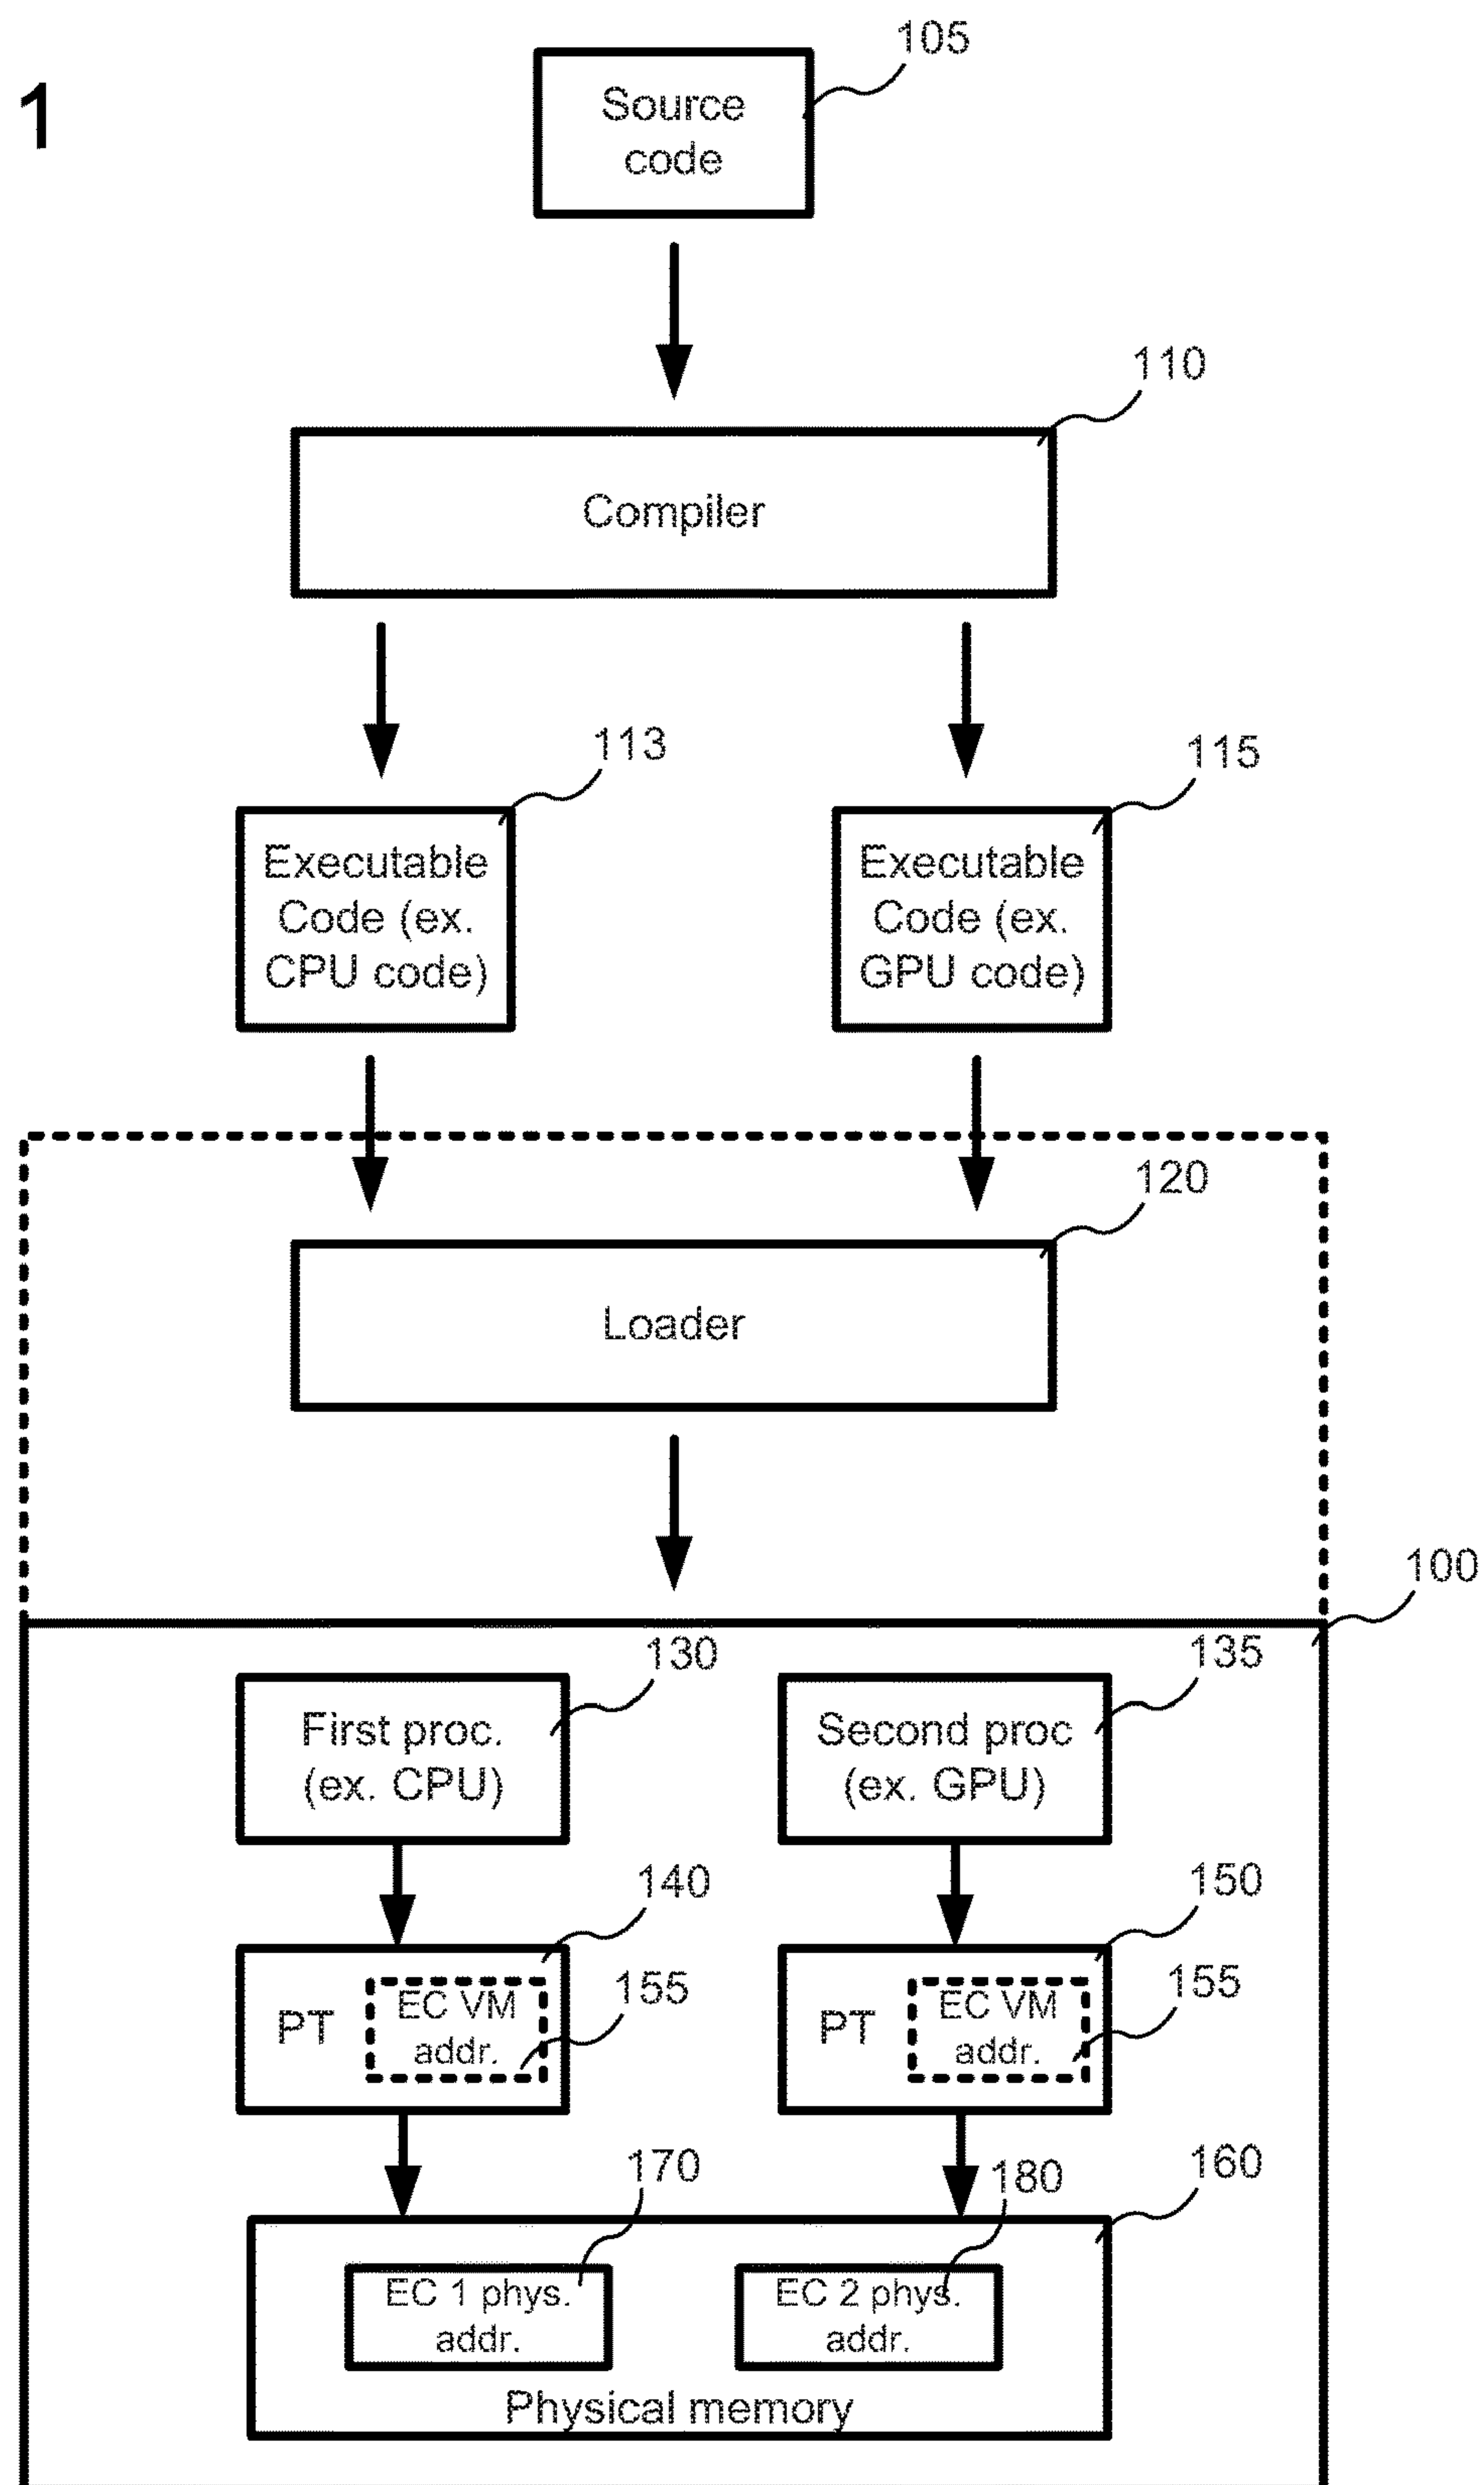 105
1
Source
code
110
Compiler
113
115
Executable
Code (ex.
CPU code)
Executable
Code (ex.
GPU code)
120
Loader
100
130
135
First proc.
(ex. CPU)
Second proc
(ex. GPU)
140
150
PT
EC VM
addr.
155
PT
EC VM
addr.
155
170
180
160
EC 1 phys.
addr.
EC 2 phys.
addr.
Physical memory